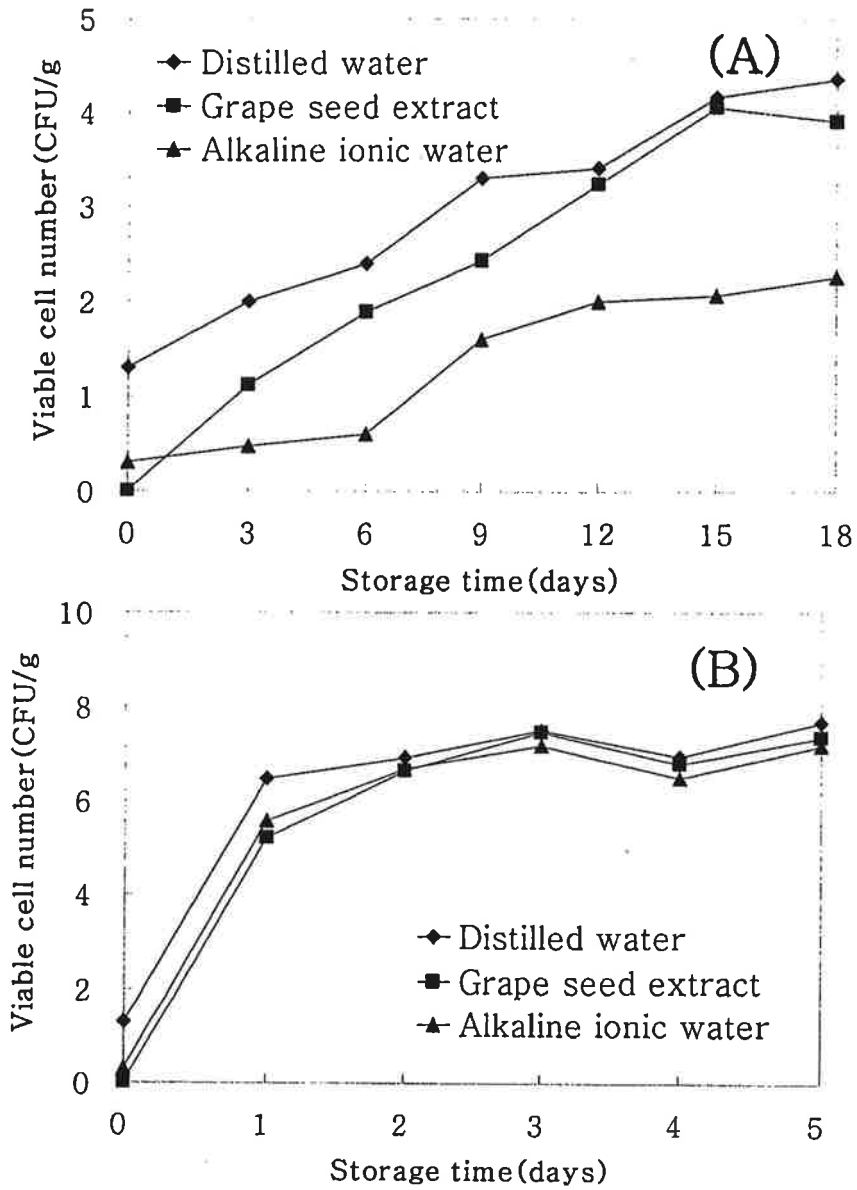 5
4
3
2
1
0
Viable cell number(CFU/g)
Distilled water
Grape seed extract
Alkaline ionic water
(A)
0 3 6 9 12 15 18
Storage time(days)
10
8
6
4
2
0
Viable cell number(CFU/g)
(B)
Distilled water
Grape seed extract
Alkaline ionic water
0 1 2 3 4 5
Storage time(days)